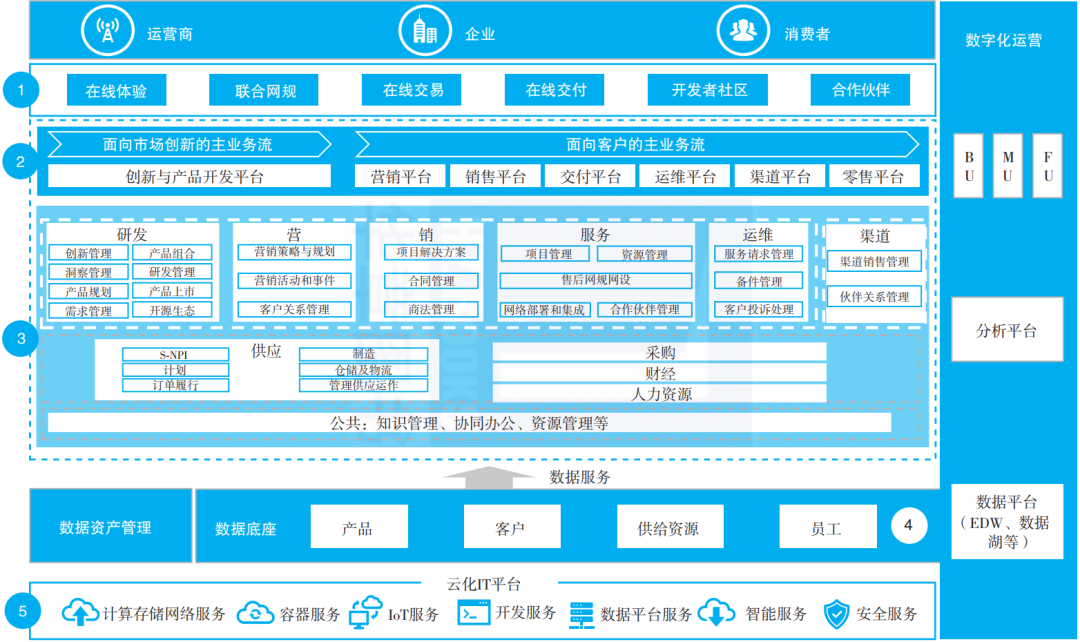 运营商
企业
消费者
数字化运营
1
在线体验
联合网规
在线交易
在线交付
开发者社区
合作伙伴
2
面向市场创新的主业务流
面向客户的主业务流
创新与产品开发平台
营销平台
销售平台
交付平台
运维平台
渠道平台
零售平台
B
U
M
U
F
U
3
研发
创新管理
产品组合
洞察管理
研发管理
产品规划
产品上市
需求管理
开源生态
营
营销策略与规划
营销活动和事件
客户关系管理
销
项目解决方案
合同管理
商法管理
服务
项目管理
资源管理
售后网规网设
网络部署和集成
合作伙伴管理
运维
服务请求管理
备件管理
客户投诉处理
渠道
渠道销售管理
伙伴关系管理
供应
S-NPI
计划
订单履行
制造
仓储及物流
管理供应运作
采购
财经
人力资源
公共：知识管理、协同办公、资源管理等
分析平台
数据服务
数据资产管理
数据底座
产品
客户
供给资源
员工
4
数据平台
（EDW、数据
湖等）
云化IT平台
5
计算存储网络服务
容器服务
IoT服务
开发服务
数据平台服务
智能服务
安全服务